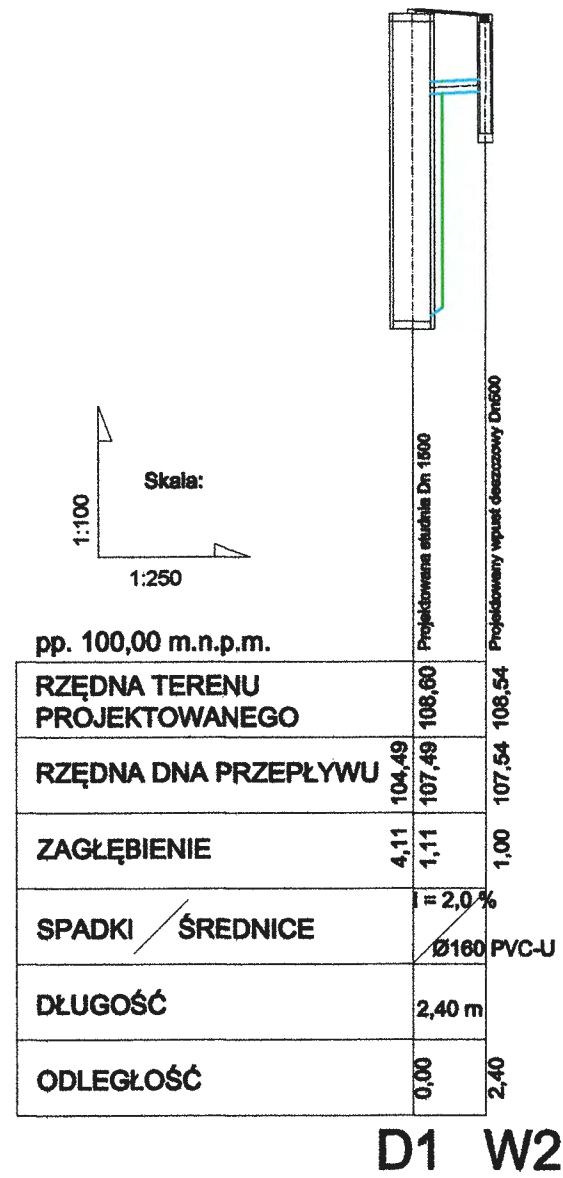 Projektowana studnia Dn 1500
Projektowany wpust deszczowy Dn500
Skala:
1:100
1:250
pp. 100,00 m.n.p.m.
RZĘDNA TERENU
PROJEKTOWANEGO
108,60
108,54
RZĘDNA DNA PRZEPŁYWU
104,49
107,49
107,54
ZAGŁĘBIENIE
4,11
1,11
1,00
SPADKI / ŚREDNICE
i = 2,0 %
Ø160 PVC-U
DŁUGOŚĆ
2,40 m
ODLEGŁOŚĆ
0,00
2,40
D1 W2